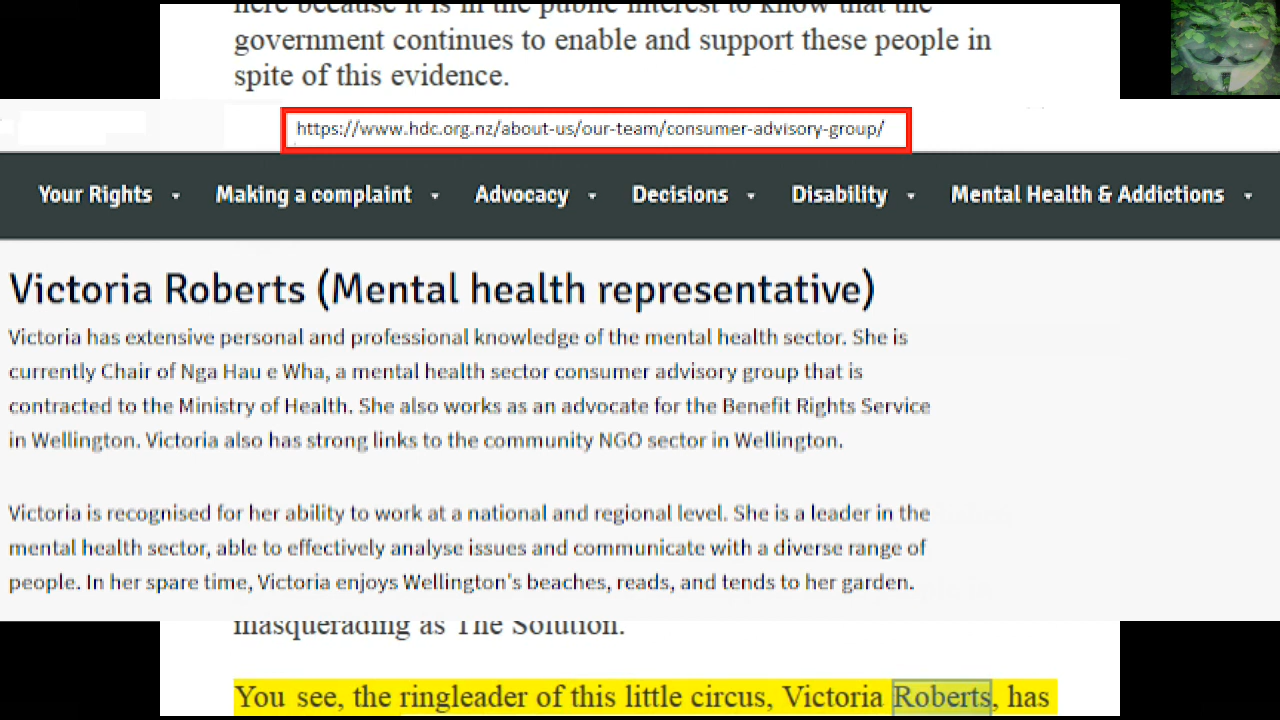 here because it is in the public interest to know that the
government continues to enable and support these people in
spite of this evidence.
https://www.hdc.org.nz/about-us/our-team/consumer-advisory-group/
Your Rights Making a complaint Advocacy Decisions Disability Mental Health & Addictions
Victoria Roberts (Mental health representative)
Victoria has extensive personal and professional knowledge of the mental health sector. She is
currently Chair of Nga Hau e Wha, a mental health sector consumer advisory group that is
contracted to the Ministry of Health. She also works as an advocate for the Benefit Rights Service
in Wellington. Victoria also has strong links to the community NGO sector in Wellington.
Victoria is recognised for her ability to work at a national and regional level. She is a leader in the
mental health sector, able to effectively analyse issues and communicate with a diverse range of
people. In her spare time, Victoria enjoys Wellington's beaches, reads, and tends to her garden.
masquerading as The Solution.
You see, the ringleader of this little circus, Victoria Roberts, has